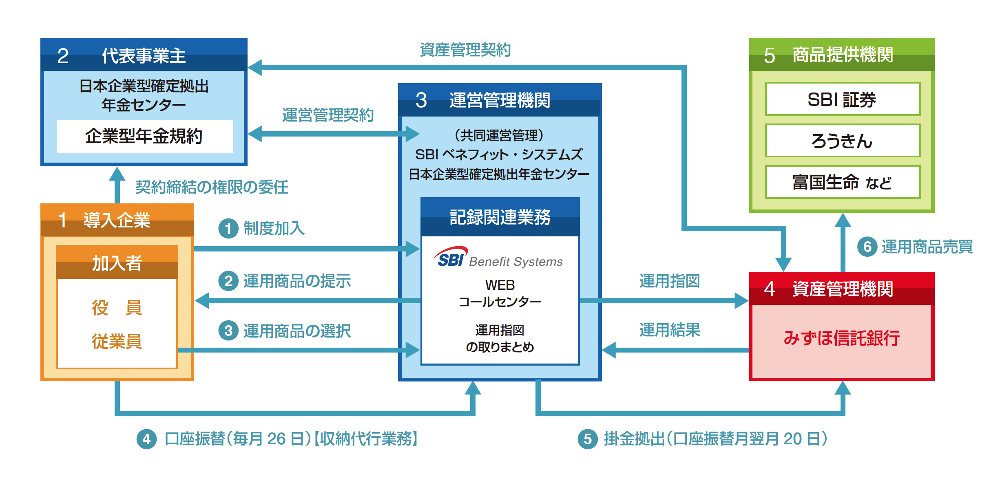 2 代表事業主
日本企業型確定拠出
年金センター
企業型年金規約
資産管理契約
運営管理契約
契約締結の権限の委任
1 導入企業
加入者
役　員
従業員
3 運営管理機関
（共同運営管理）
SBI ベネフィット・システムズ
日本企業型確定拠出年金センター
記録関連業務
SBI Benefit Systems
WEB
コールセンター
運用指図
の取りまとめ
1 制度加入
2 運用商品の提示
3 運用商品の選択
運用指図
運用結果
5 商品提供機関
SBI 証券
ろうきん
富国生命 など
6 運用商品売買
4 資産管理機関
みずほ信託銀行
4 口座振替（毎月 26 日）【収納代行業務】
5 掛金拠出（口座振替月翌月 20 日）